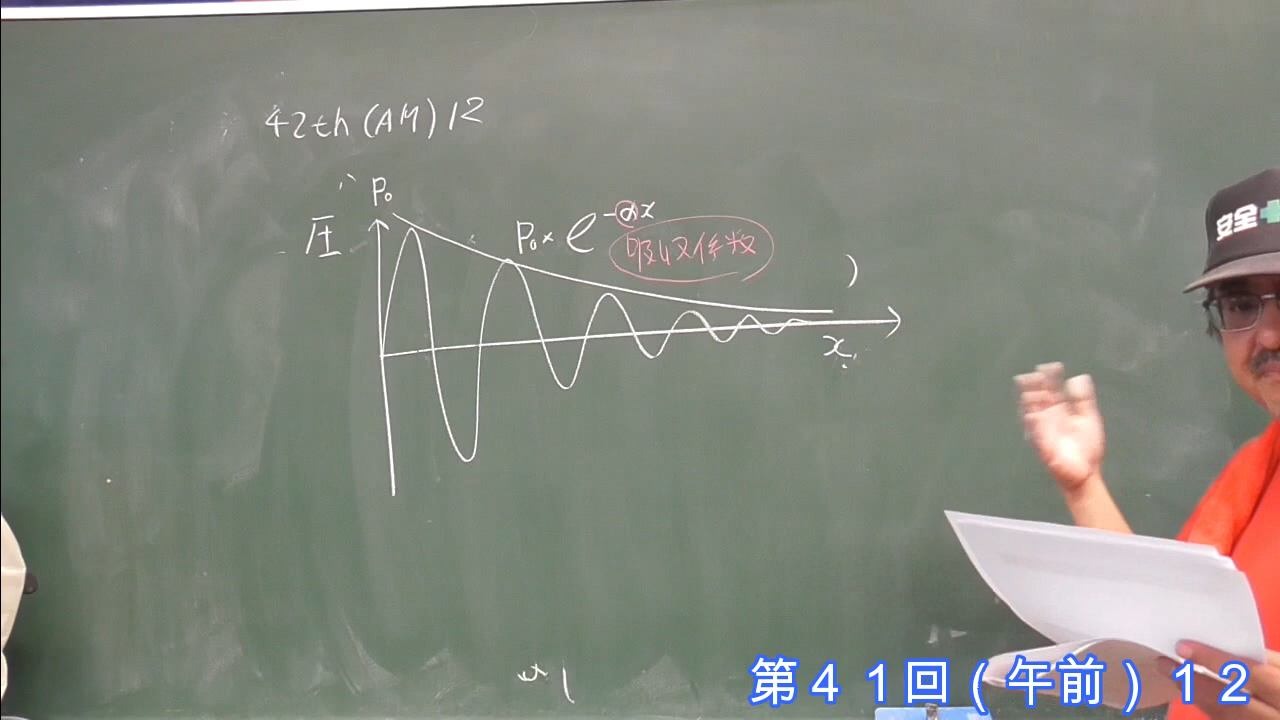 42th (AM) 12
P₀
圧
P₀ × e^-αx
吸収係数
x
安全+
第41回(午前)12